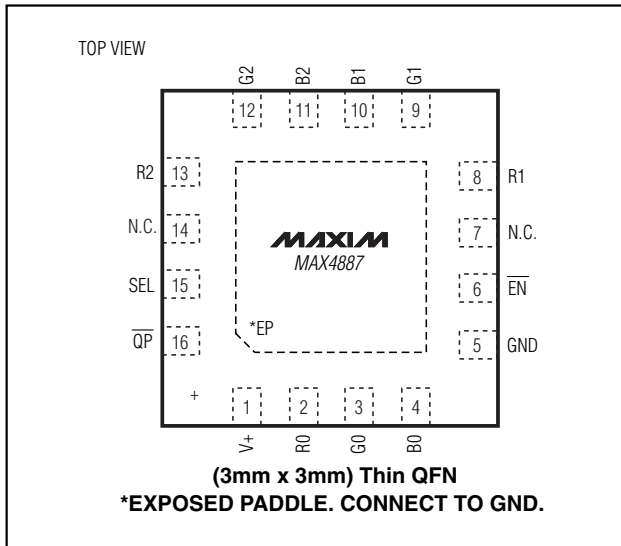 TOP VIEW
G2 B2 B1 G1
12 11 10 9
R2 13 8 R1
N.C. 14 7 N.C.
MAXIM
MAX4887
SEL 15 6 E̅N̅
*EP
Q̅P̅ 16 5 GND
+ 1 2 3 4
V+ R0 G0 B0
(3mm x 3mm) Thin QFN
*EXPOSED PADDLE. CONNECT TO GND.